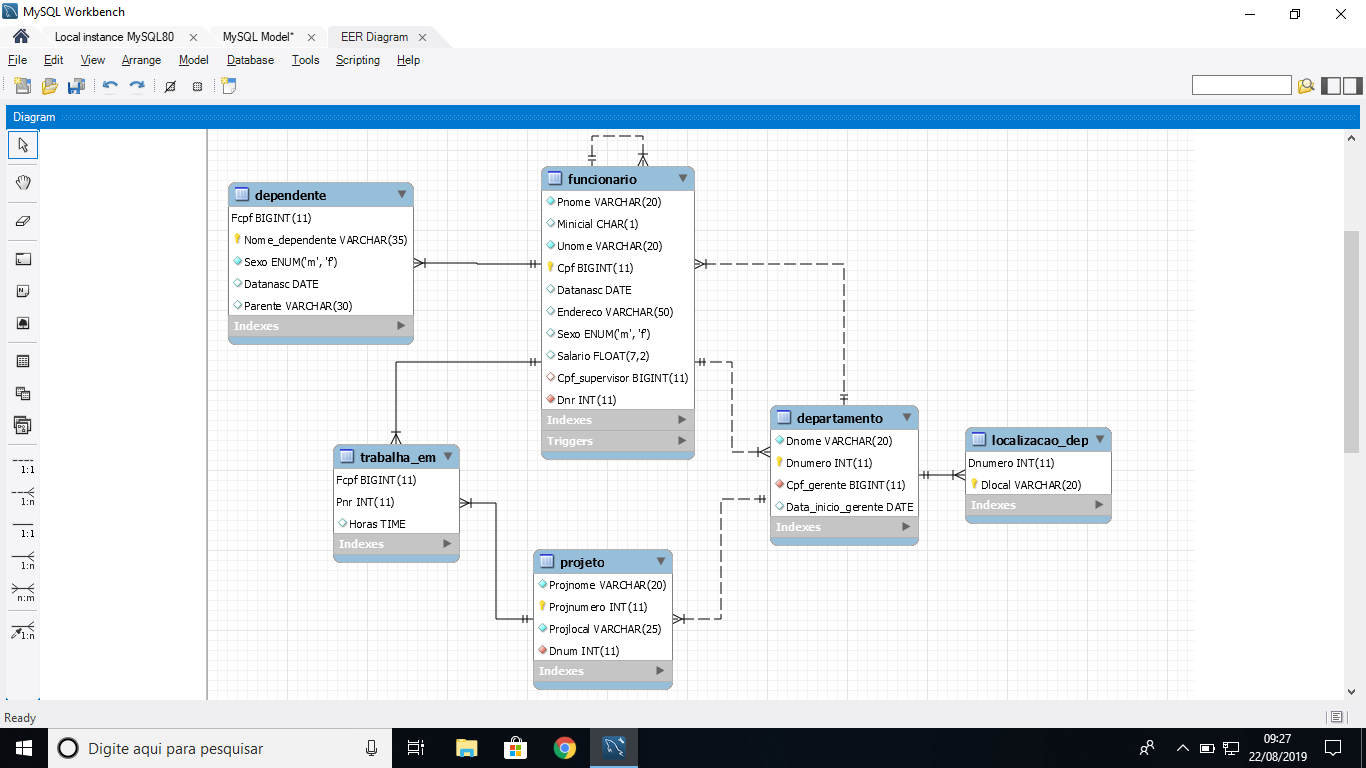 MySQL Workbench
Local instance MySQL80
MySQL Model*
EER Diagram
File Edit View Arrange Model Database Tools Scripting Help
Diagram
dependente
Fcpf BIGINT(11)
Nome_dependente VARCHAR(35)
Sexo ENUM('m', 'f')
Datanasc DATE
Parente VARCHAR(30)
Indexes
funcionario
Pnome VARCHAR(20)
Minicial CHAR(1)
Unome VARCHAR(20)
Cpf BIGINT(11)
Datanasc DATE
Endereco VARCHAR(50)
Sexo ENUM('m', 'f')
Salario FLOAT(7,2)
Cpf_supervisor BIGINT(11)
Dnr INT(11)
Indexes
Triggers
departamento
Dnome VARCHAR(20)
Dnumero INT(11)
Cpf_gerente BIGINT(11)
Data_inicio_gerente DATE
Indexes
localizacao_dep
Dnumero INT(11)
Dlocal VARCHAR(20)
Indexes
trabalha_em
Fcpf BIGINT(11)
Pnr INT(11)
Horas TIME
Indexes
projeto
Projnome VARCHAR(20)
Projnumero INT(11)
Projlocal VARCHAR(25)
Dnum INT(11)
Indexes
1:1
1:n
1:1
1:n
n:m
1:n
Ready
Digite aqui para pesquisar
09:27
22/08/2019